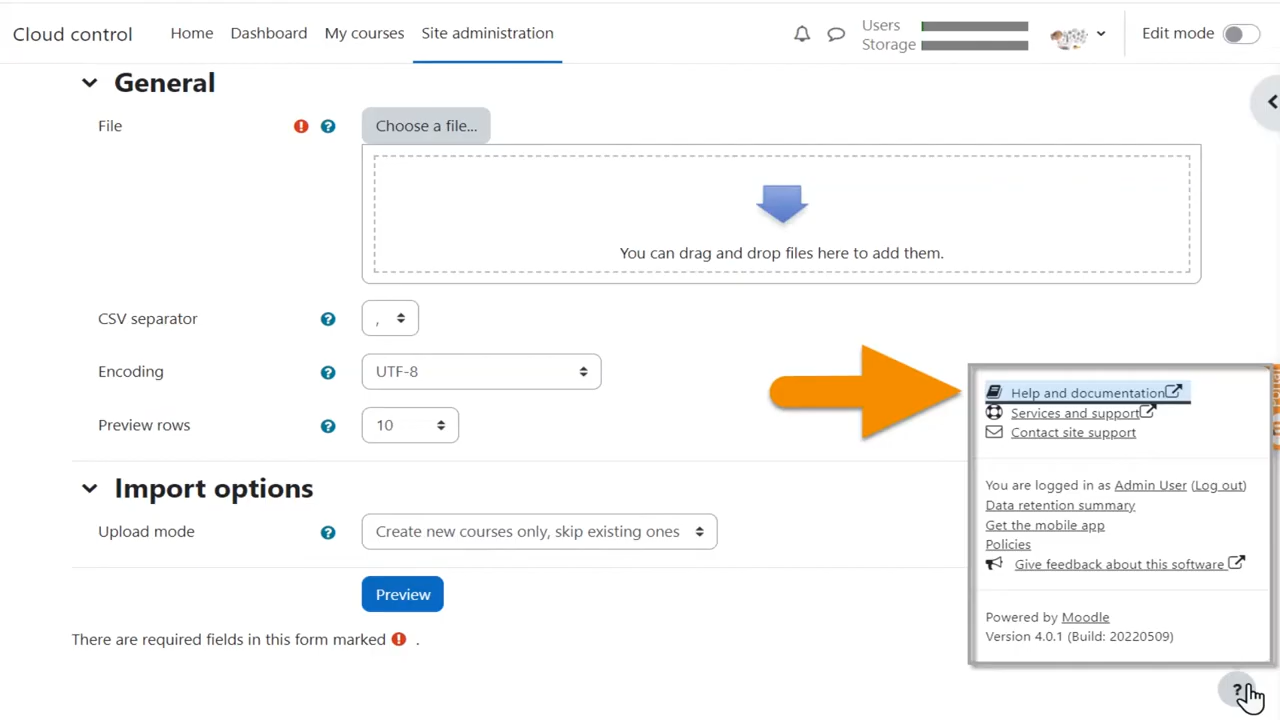 Cloud control Home Dashboard My courses Site administration Users Edit mode
Storage
General
File Choose a file...
You can drag and drop files here to add them.
CSV separator ,
Encoding UTF-8
Preview rows 10
Import options
Upload mode Create new courses only, skip existing ones
Preview
There are required fields in this form marked .
Help and documentation
Services and support
Contact site support
You are logged in as Admin User (Log out)
Data retention summary
Get the mobile app
Policies
Give feedback about this software
Powered by Moodle
Version 4.0.1 (Build: 20220509)
?